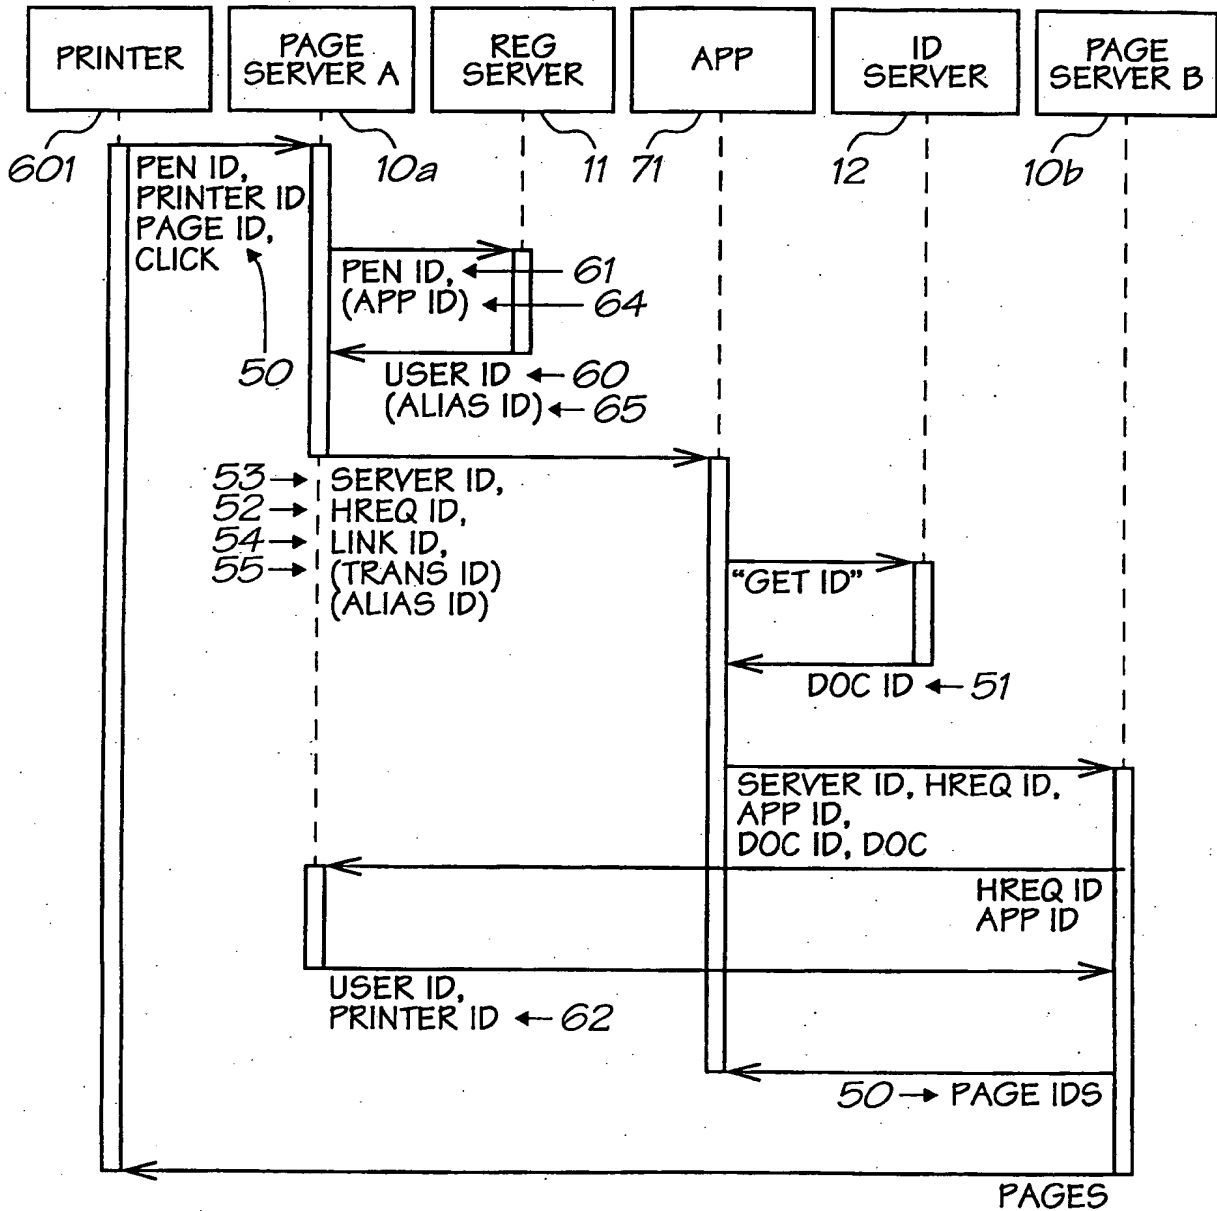 PRINTER
PAGE
SERVER A
REG
SERVER
APP
ID
SERVER
PAGE
SERVER B
601
10a
11
71
12
10b
PEN ID,
PRINTER ID
PAGE ID,
CLICK
50
PEN ID, 61
(APP ID) 64
USER ID 60
(ALIAS ID) 65
53 SERVER ID,
52 HREQ ID,
54 LINK ID,
55 (TRANS ID)
(ALIAS ID)
“GET ID”
DOC ID 51
SERVER ID, HREQ ID,
APP ID,
DOC ID, DOC
HREQ ID
APP ID
USER ID,
PRINTER ID 62
50 PAGE IDS
PAGES